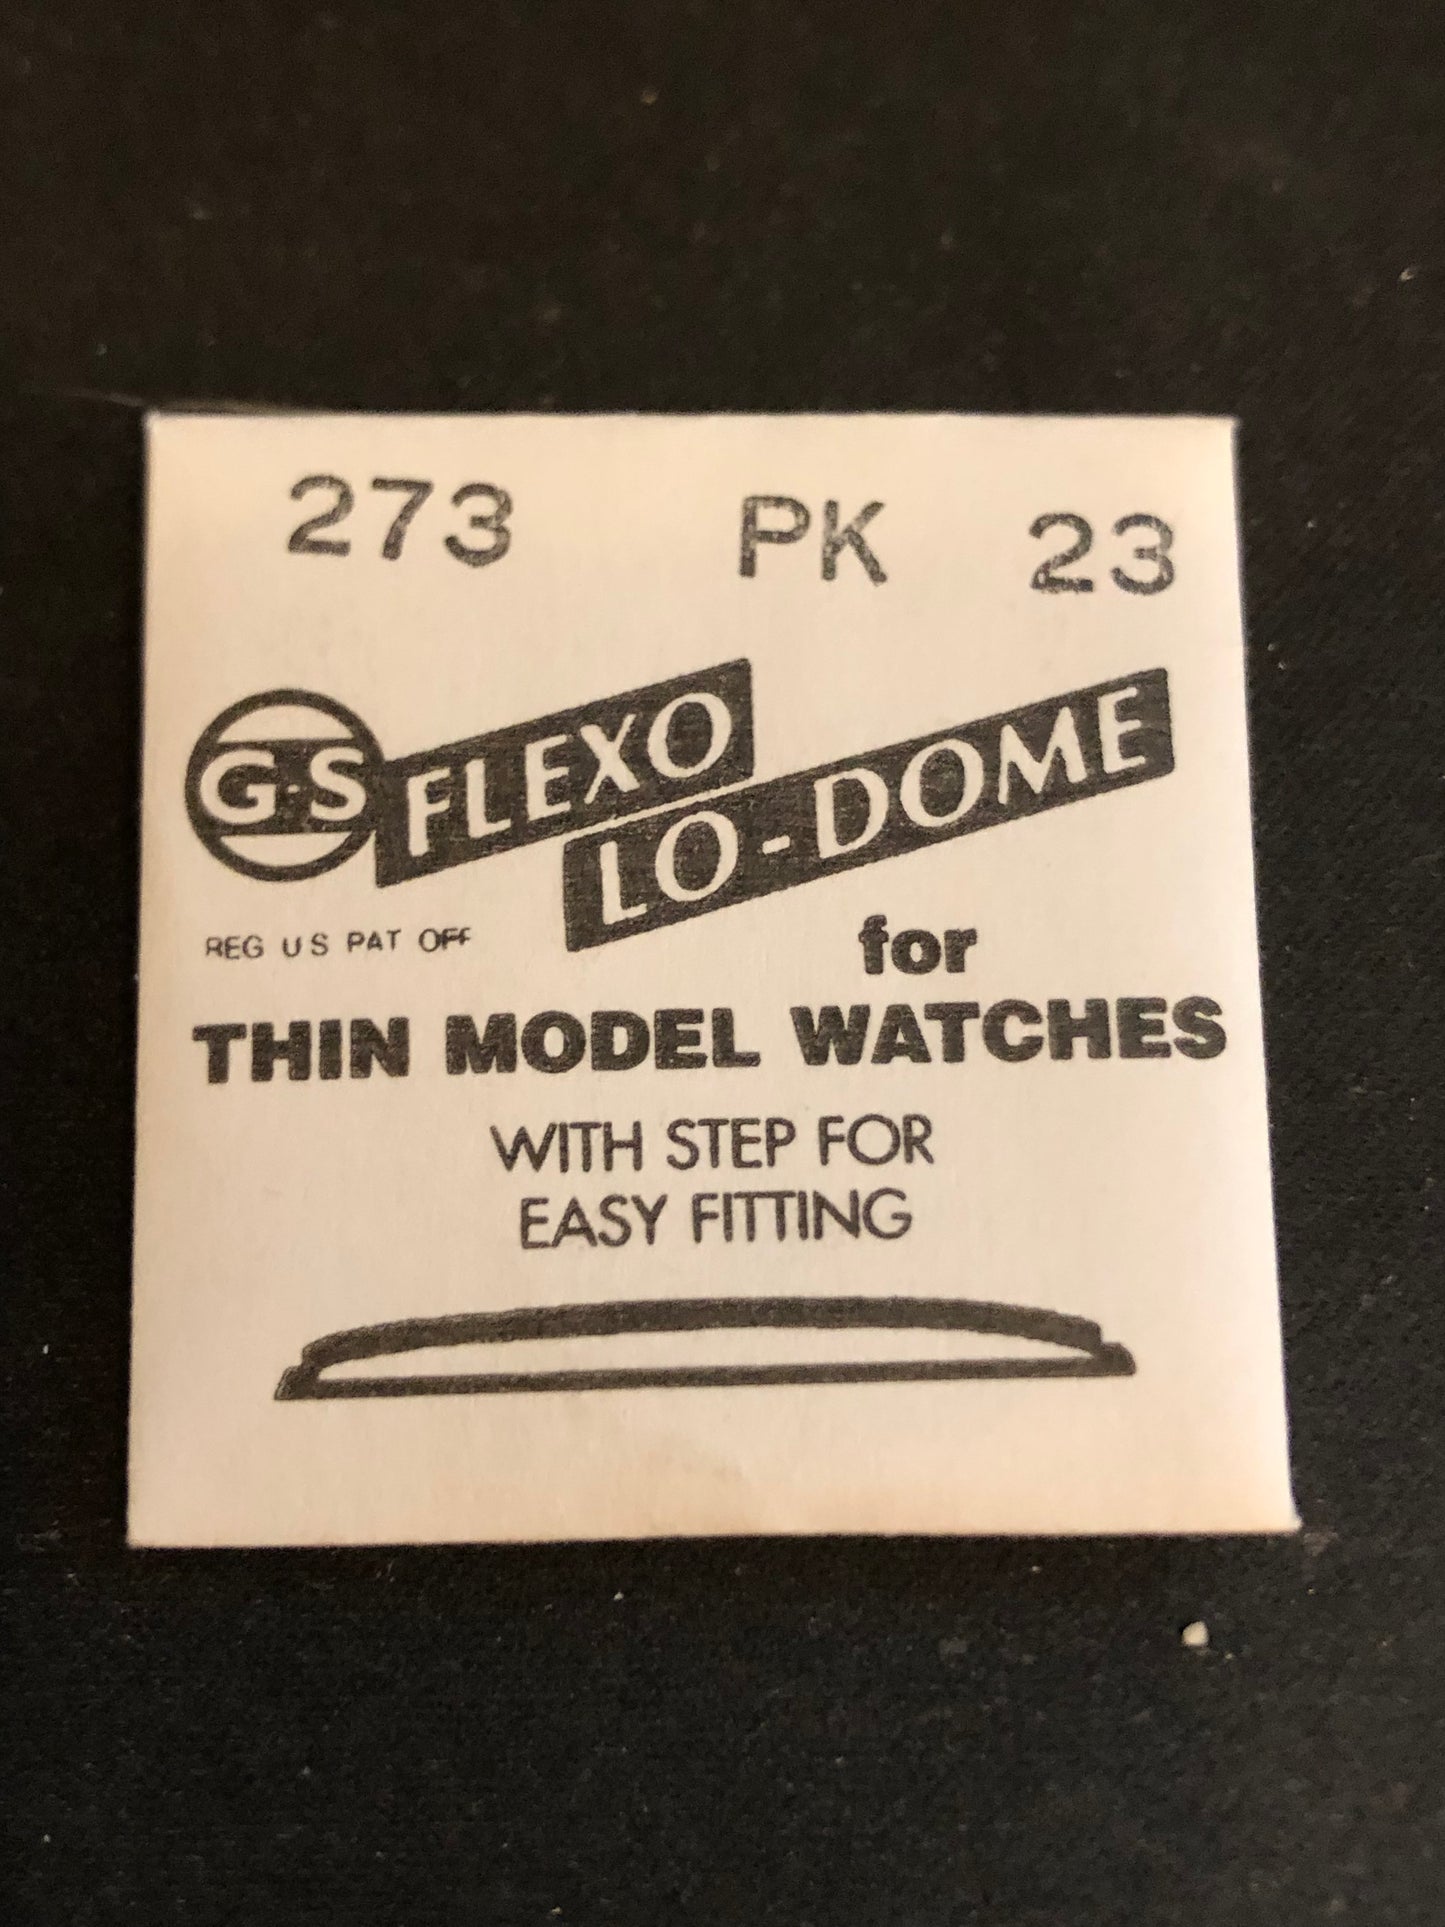 273 PK 23
G-S FLEXO
LO-DOME
REG U S PAT OFF
for
THIN MODEL WATCHES
WITH STEP FOR
EASY FITTING